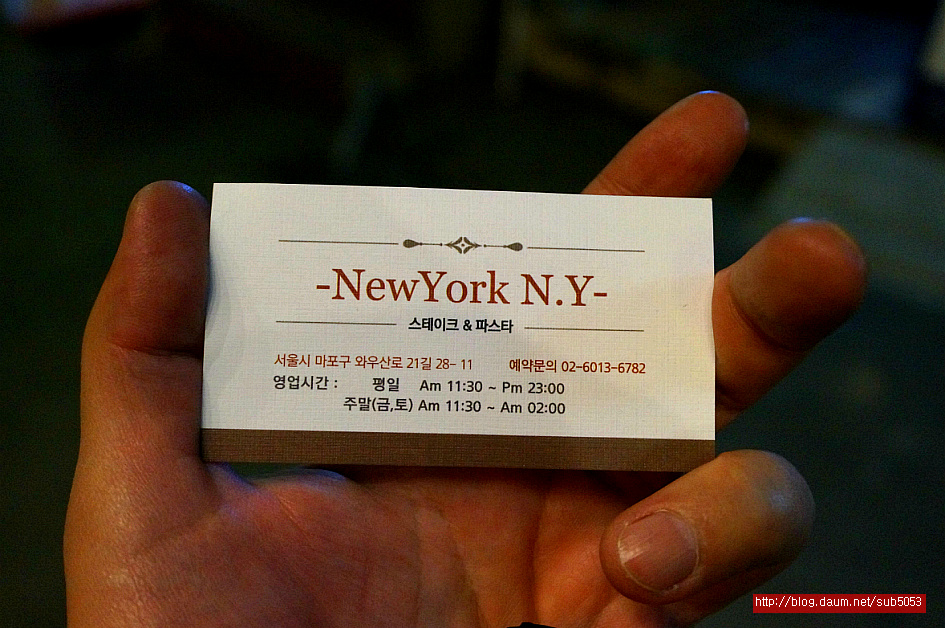 -NewYork N.Y-
스테이크 & 파스타
서울시 마포구 와우산로 21길 28- 11 예약문의 02-6013-6782
영업시간 : 평일 Am 11:30 ~ Pm 23:00
주말(금,토) Am 11:30 ~ Am 02:00
http://blog.daum.net/sub5053